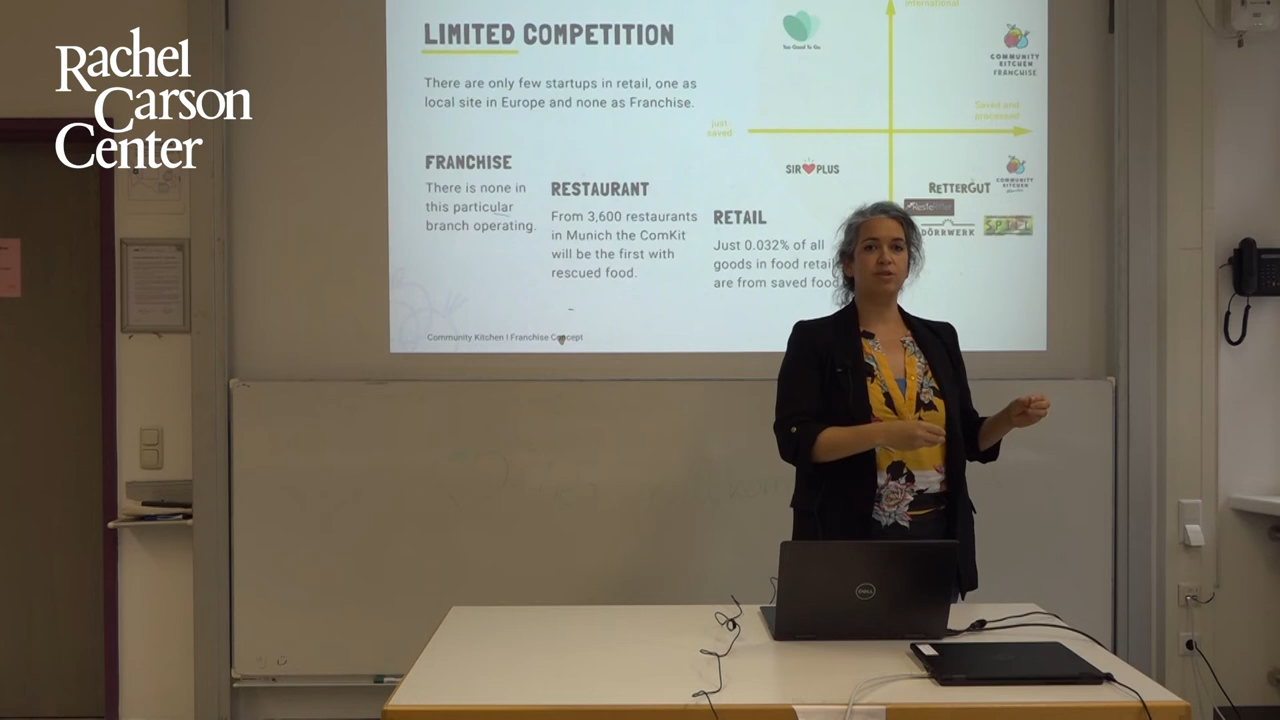 Rachel
Carson
Center
LIMITED COMPETITION
There are only few startups in retail, one as
local site in Europe and none as Franchise.
FRANCHISE
There is none in
this particular
branch operating.
RESTAURANT
From 3,600 restaurants
in Munich the ComKit
will be the first with
rescued food.
RETAIL
Just 0.032% of all
goods in food retail
are from saved food
Community Kitchen I Franchise Concept
international
Too Good To Go
COMMUNITY
KITCHEN
FRANCHISE
Saved and
processed
just
saved
SIR PLUS
COMMUNITY
KITCHEN
RETTERGUT
DÖRRWERK
DELL